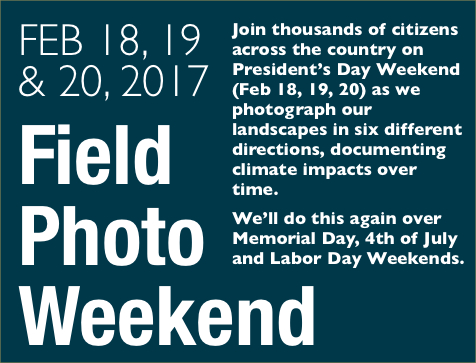 FEB 18, 19
& 20, 2017
Field
Photo
Weekend
Join thousands of citizens
across the country on
President's Day Weekend
(Feb 18, 19, 20) as we
photograph our
landscapes in six different
directions, documenting
climate impacts over
time.
We'll do this again over
Memorial Day, 4th of July
and Labor Day Weekends.